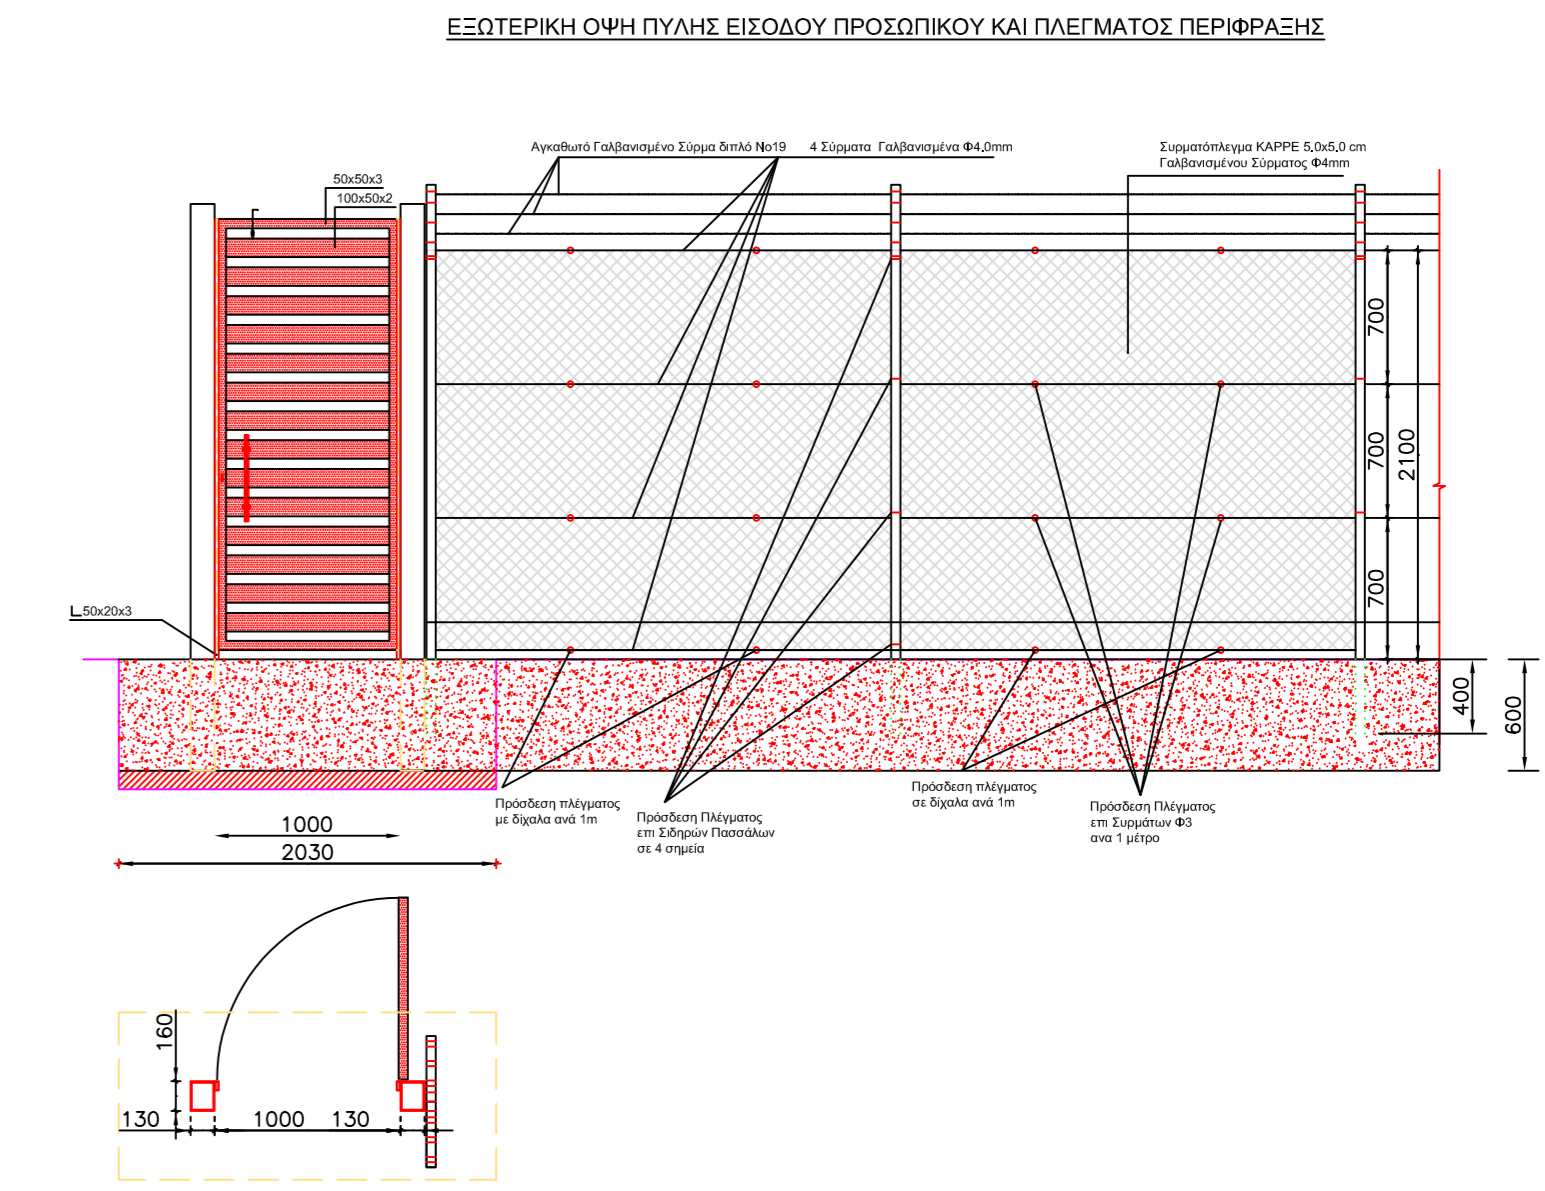 ΕΞΩΤΕΡΙΚΗ ΟΨΗ ΠΥΛΗΣ ΕΙΣΟΔΟΥ ΠΡΟΣΩΠΙΚΟΥ ΚΑΙ ΠΛΕΓΜΑΤΟΣ ΠΕΡΙΦΡΑΞΗΣ
Αγκαθωτό Γαλβανισμένο Σύρμα διπλό Νο19
4 Σύρματα Γαλβανισμένα Φ4.0mm
Συρματόπλεγμα ΚΑΡΡΕ 5.0x5.0 cm
Γαλβανισμένου Σύρματος Φ4mm
50x50x3
100x50x2
700
700
2100
700
L50x20x3
400
600
Πρόσδεση πλέγματος
με δίχαλα ανά 1m
Πρόσδεση Πλέγματος
επι Σιδηρών Πασσάλων
σε 4 σημεία
Πρόσδεση πλέγματος
σε δίχαλα ανά 1m
Πρόσδεση Πλέγματος
επι Συρμάτων Φ3
ανα 1 μέτρο
1000
2030
160
130
1000
130